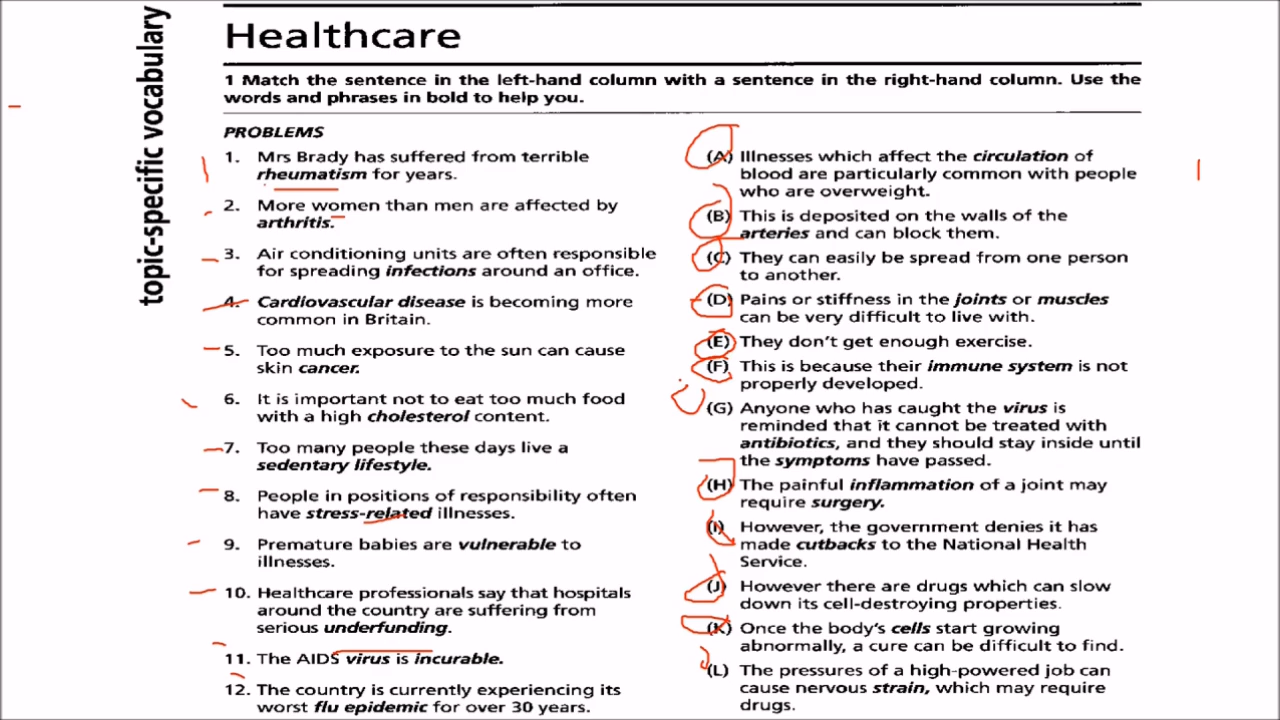 topic-specific vocabulary
Healthcare
1 Match the sentence in the left-hand column with a sentence in the right-hand column. Use the
words and phrases in bold to help you.
PROBLEMS
1. Mrs Brady has suffered from terrible
rheumatism for years.
2. More women than men are affected by
arthritis.
3. Air conditioning units are often responsible
for spreading infections around an office.
4. Cardiovascular disease is becoming more
common in Britain.
5. Too much exposure to the sun can cause
skin cancer.
6. It is important not to eat too much food
with a high cholesterol content.
7. Too many people these days live a
sedentary lifestyle.
8. People in positions of responsibility often
have stress-related illnesses.
9. Premature babies are vulnerable to
illnesses.
10. Healthcare professionals say that hospitals
around the country are suffering from
serious underfunding.
11. The AIDS virus is incurable.
12. The country is currently experiencing its
worst flu epidemic for over 30 years.
(A) Illnesses which affect the circulation of
blood are particularly common with people
who are overweight.
(B) This is deposited on the walls of the
arteries and can block them.
(C) They can easily be spread from one person
to another.
(D) Pains or stiffness in the joints or muscles
can be very difficult to live with.
(E) They don't get enough exercise.
(F) This is because their immune system is not
properly developed.
(G) Anyone who has caught the virus is
reminded that it cannot be treated with
antibiotics, and they should stay inside until
the symptoms have passed.
(H) The painful inflammation of a joint may
require surgery.
(I) However, the government denies it has
made cutbacks to the National Health
Service.
(J) However there are drugs which can slow
down its cell-destroying properties.
(K) Once the body's cells start growing
abnormally, a cure can be difficult to find.
(L) The pressures of a high-powered job can
cause nervous strain, which may require
drugs.